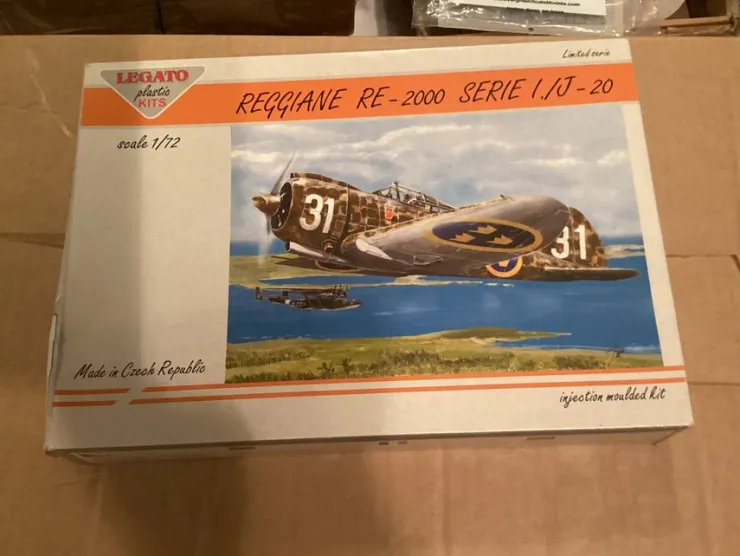 Limited serie
LEGATO
plastic
KITS
REGGIANE RE-2000 SERIE I./J-20
scale 1/72
31
31
Made in Czech Republic
injection moulded kit